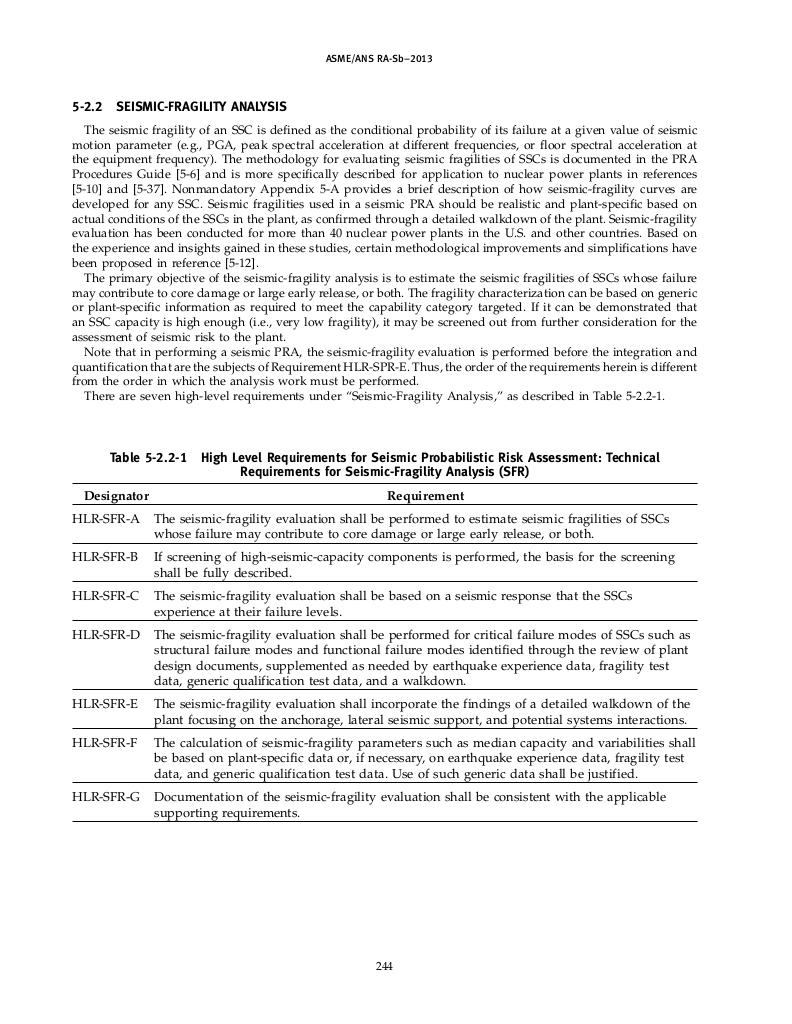 ASME/ANS RA-Sb–2013
5-2.2 SEISMIC-FRAGILITY ANALYSIS
The seismic fragility of an SSC is defined as the conditional probability of its failure at a given value of seismic
motion parameter (e.g., PGA, peak spectral acceleration at different frequencies, or floor spectral acceleration at
the equipment frequency). The methodology for evaluating seismic fragilities of SSCs is documented in the PRA
Procedures Guide [5-6] and is more specifically described for application to nuclear power plants in references
[5-10] and [5-37]. Nonmandatory Appendix 5-A provides a brief description of how seismic-fragility curves are
developed for any SSC. Seismic fragilities used in a seismic PRA should be realistic and plant-specific based on
actual conditions of the SSCs in the plant, as confirmed through a detailed walkdown of the plant. Seismic-fragility
evaluation has been conducted for more than 40 nuclear power plants in the U.S. and other countries. Based on
the experience and insights gained in these studies, certain methodological improvements and simplifications have
been proposed in reference [5-12].
The primary objective of the seismic-fragility analysis is to estimate the seismic fragilities of SSCs whose failure
may contribute to core damage or large early release, or both. The fragility characterization can be based on generic
or plant-specific information as required to meet the capability category targeted. If it can be demonstrated that
an SSC capacity is high enough (i.e., very low fragility), it may be screened out from further consideration for the
assessment of seismic risk to the plant.
Note that in performing a seismic PRA, the seismic-fragility evaluation is performed before the integration and
quantification that are the subjects of Requirement HLR-SPR-E. Thus, the order of the requirements herein is different
from the order in which the analysis work must be performed.
There are seven high-level requirements under “Seismic-Fragility Analysis,” as described in Table 5-2.2-1.
Table 5-2.2-1 High Level Requirements for Seismic Probabilistic Risk Assessment: Technical
Requirements for Seismic-Fragility Analysis (SFR)
Designator Requirement
HLR-SFR-A The seismic-fragility evaluation shall be performed to estimate seismic fragilities of SSCs
whose failure may contribute to core damage or large early release, or both.
HLR-SFR-B If screening of high-seismic-capacity components is performed, the basis for the screening
shall be fully described.
HLR-SFR-C The seismic-fragility evaluation shall be based on a seismic response that the SSCs
experience at their failure levels.
HLR-SFR-D The seismic-fragility evaluation shall be performed for critical failure modes of SSCs such as
structural failure modes and functional failure modes identified through the review of plant
design documents, supplemented as needed by earthquake experience data, fragility test
data, generic qualification test data, and a walkdown.
HLR-SFR-E The seismic-fragility evaluation shall incorporate the findings of a detailed walkdown of the
plant focusing on the anchorage, lateral seismic support, and potential systems interactions.
HLR-SFR-F The calculation of seismic-fragility parameters such as median capacity and variabilities shall
be based on plant-specific data or, if necessary, on earthquake experience data, fragility test
data, and generic qualification test data. Use of such generic data shall be justified.
HLR-SFR-G Documentation of the seismic-fragility evaluation shall be consistent with the applicable
supporting requirements.
244